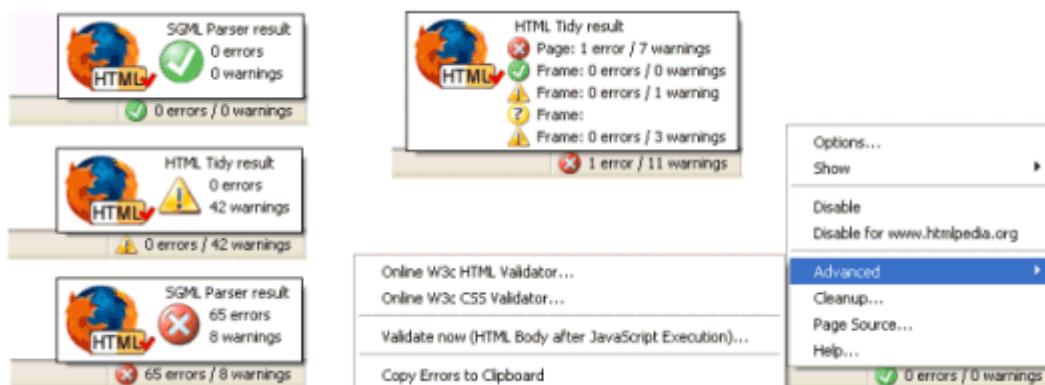 SGML Parser result
HTML
0 errors
0 warnings
0 errors / 0 warnings
HTML Tidy result
HTML
0 errors
42 warnings
0 errors / 42 warnings
SGML Parser result
HTML
65 errors
8 warnings
65 errors / 8 warnings
HTML Tidy result
HTML
Page: 1 error / 7 warnings
Frame: 0 errors / 0 warnings
Frame: 0 errors / 1 warning
Frame:
Frame: 0 errors / 3 warnings
1 error / 11 warnings
Online W3c HTML Validator...
Online W3c CSS Validator...
Validate now (HTML Body after JavaScript Execution)...
Copy Errors to Clipboard
Options...
Show
Disable
Disable for www.htmlpedia.org
Advanced
Cleanup...
Page Source...
Help...
0 errors / 0 warnings